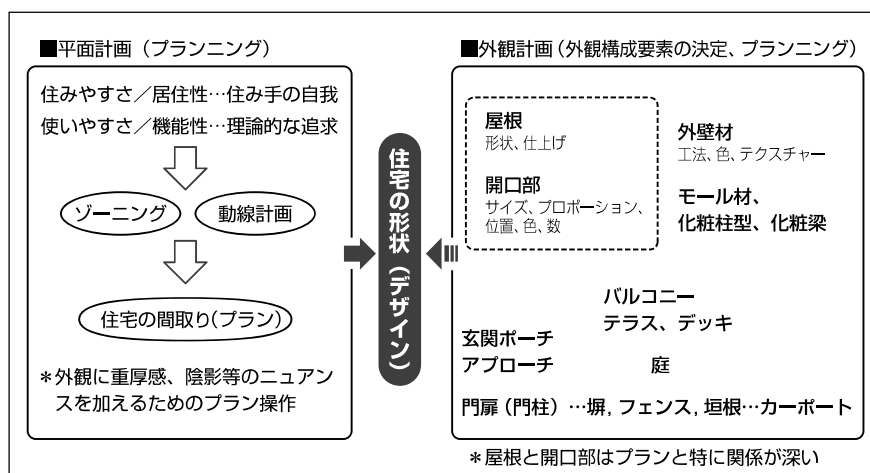 ■平面計画（プランニング）
住みやすさ／居住性…住み手の自我
使いやすさ／機能性…理論的な追求
ゾーニング
動線計画
住宅の間取り(プラン)
＊外観に重厚感、陰影等のニュアン
スを加えるためのプラン操作
住宅の形状（デザイン）
■外観計画（外観構成要素の決定、プランニング）
屋根
形状、仕上げ
開口部
サイズ、プロポーション、
位置、色、数
外壁材
工法、色、テクスチャー
モール材、
化粧柱型、化粧梁
バルコニー
テラス、デッキ
玄関ポーチ
アプローチ
庭
門扉（門柱）…塀，フェンス，垣根…カーポート
＊屋根と開口部はプランと特に関係が深い